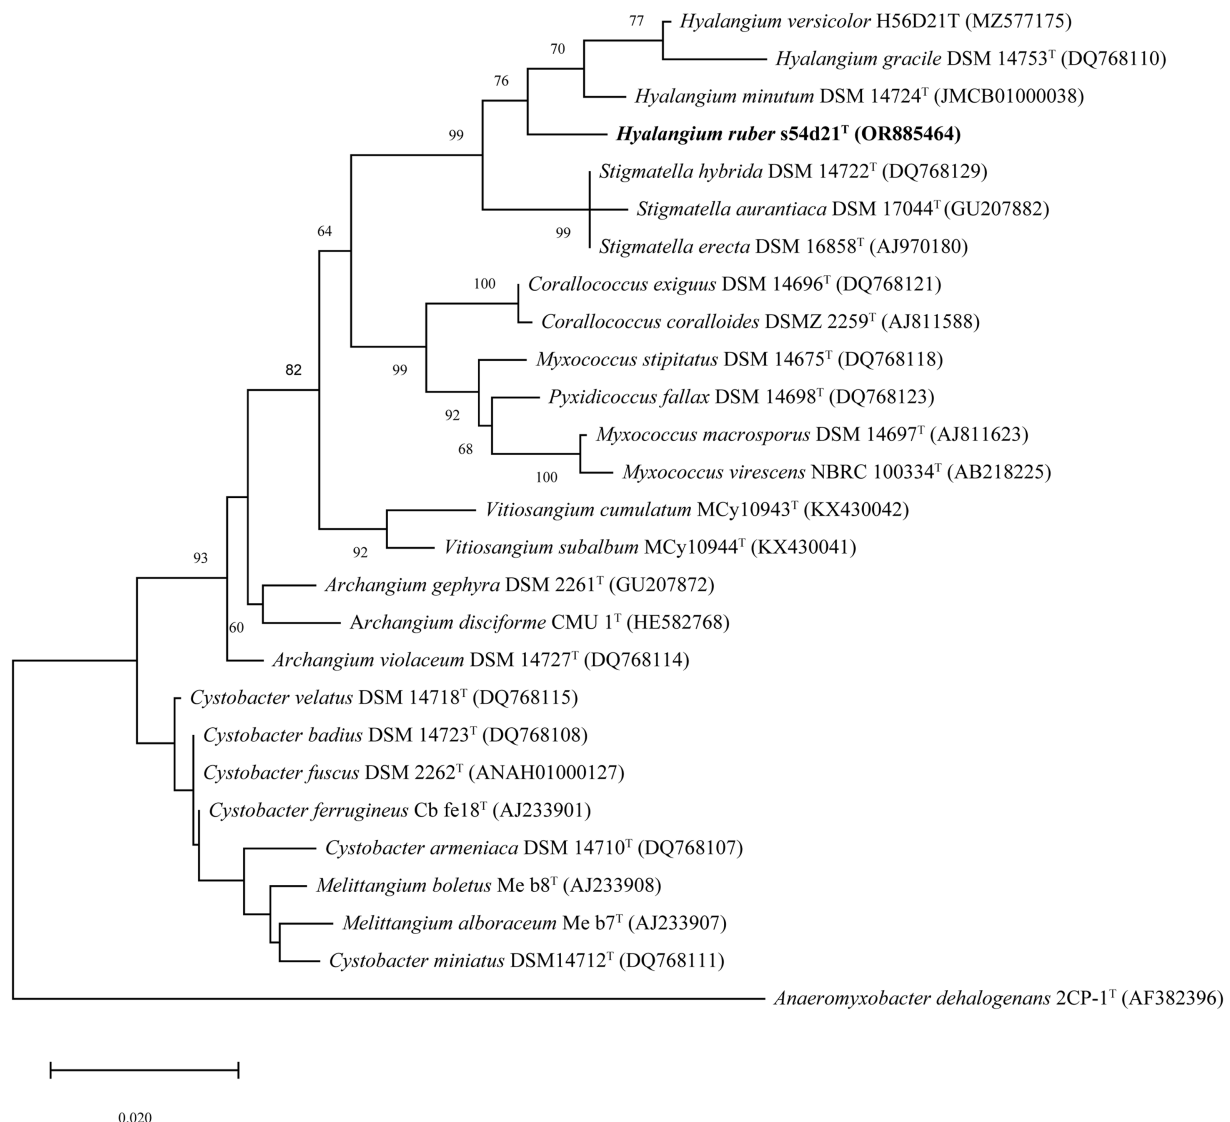 77
Hyalangium versicolor H56D21T (MZ577175)
Hyalangium gracile DSM 14753ᵀ (DQ768110)
70
76
Hyalangium minutum DSM 14724ᵀ (JMCB01000038)
99
Hyalangium ruber s54d21ᵀ (OR885464)
Stigmatella hybrida DSM 14722ᵀ (DQ768129)
Stigmatella aurantiaca DSM 17044ᵀ(GU207882)
99
64
Stigmatella erecta DSM 16858ᵀ (AJ970180)
100
Corallococcus exiguus DSM 14696ᵀ (DQ768121)
Corallococcus coralloides DSMZ 2259ᵀ (AJ811588)
99
82
Myxococcus stipitatus DSM 14675ᵀ (DQ768118)
92
Pyxidicoccus fallax DSM 14698ᵀ (DQ768123)
68
Myxococcus macrosporus DSM 14697ᵀ (AJ811623)
100
Myxococcus virescens NBRC 100334ᵀ (AB218225)
Vitiosangium cumulatum MCy10943ᵀ (KX430042)
92
Vitiosangium subalbum MCy10944ᵀ (KX430041)
93
Archangium gephyra DSM 2261ᵀ (GU207872)
Archangium disciforme CMU 1ᵀ (HE582768)
60
Archangium violaceum DSM 14727ᵀ (DQ768114)
Cystobacter velatus DSM 14718ᵀ (DQ768115)
Cystobacter badius DSM 14723ᵀ (DQ768108)
Cystobacter fuscus DSM 2262ᵀ (ANAH01000127)
Cystobacter ferrugineus Cb fe18ᵀ (AJ233901)
Cystobacter armeniaca DSM 14710ᵀ (DQ768107)
Melittangium boletus Me b8ᵀ (AJ233908)
Melittangium alboraceum Me b7ᵀ (AJ233907)
Cystobacter miniatus DSM14712ᵀ (DQ768111)
Anaeromyxobacter dehalogenans 2CP-1ᵀ (AF382396)
0.020